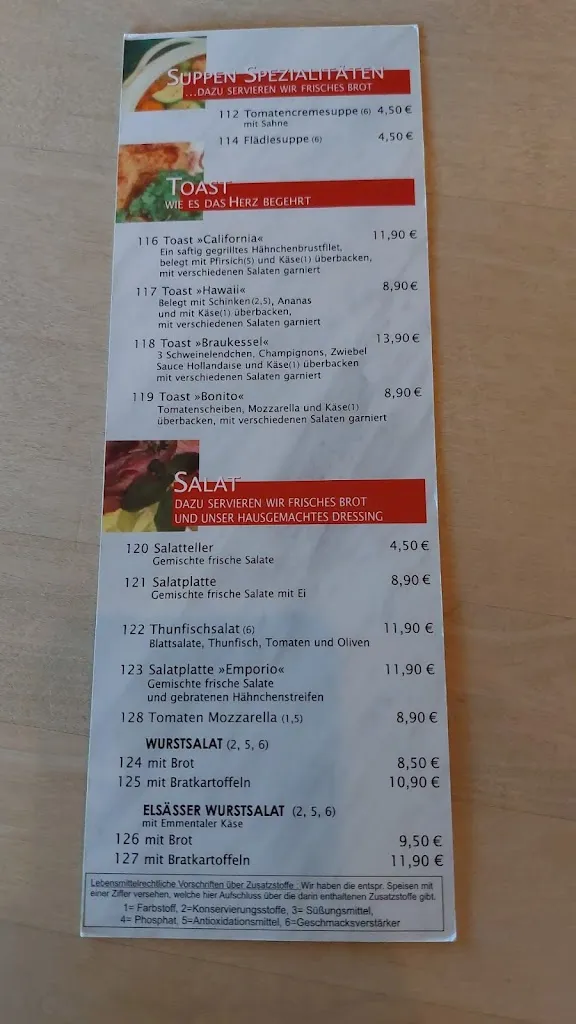 SUPPEN SPEZIALITÄTEN
...DAZU SERVIEREN WIR FRISCHES BROT
112 Tomatencremesuppe (6) 4,50 €
mit Sahne
114 Flädlesuppe (6) 4,50 €
TOAST
WIE ES DAS HERZ BEGEHRT
116 Toast »California« 11,90 €
Ein saftig gegrilltes Hähnchenbrustfilet,
belegt mit Pfirsich(5) und Käse(1) überbacken,
mit verschiedenen Salaten garniert
117 Toast »Hawaii« 8,90 €
Belegt mit Schinken(2,5), Ananas
und mit Käse(1) überbacken,
mit verschiedenen Salaten garniert
118 Toast »Braukessel« 13,90 €
3 Schweinelendchen, Champignons, Zwiebel
Sauce Hollandaise und Käse(1) überbacken
mit verschiedenen Salaten garniert
119 Toast »Bonito« 8,90 €
Tomatenscheiben, Mozzarella und Käse(1)
überbacken, mit verschiedenen Salaten garniert
SALAT
DAZU SERVIEREN WIR FRISCHES BROT
UND UNSER HAUSGEMACHTES DRESSING
120 Salatteller 4,50 €
Gemischte frische Salate
121 Salatplatte 8,90 €
Gemischte frische Salate mit Ei
122 Thunfischsalat (6) 11,90 €
Blattsalate, Thunfisch, Tomaten und Oliven
123 Salatplatte »Emporio« 11,90 €
Gemischte frische Salate
und gebratenen Hähnchenstreifen
128 Tomaten Mozzarella (1,5) 8,90 €
WURSTSALAT (2, 5, 6)
124 mit Brot 8,50 €
125 mit Bratkartoffeln 10,90 €
ELSÄSSER WURSTSALAT (2, 5, 6)
mit Emmentaler Käse
126 mit Brot 9,50 €
127 mit Bratkartoffeln 11,90 €
Lebensmittelrechtliche Vorschriften über Zusatzstoffe Wir haben die entspr. Speisen mit
einer Ziffer versehen, welche hier Aufschluss über die darin enthaltenen Zusatzstoffe gibt.
1= Farbstoff, 2=Konservierungsstoffe, 3= Süßungsmittel,
4= Phosphat, 5=Antioxidationsmittel, 6=Geschmacksverstärker